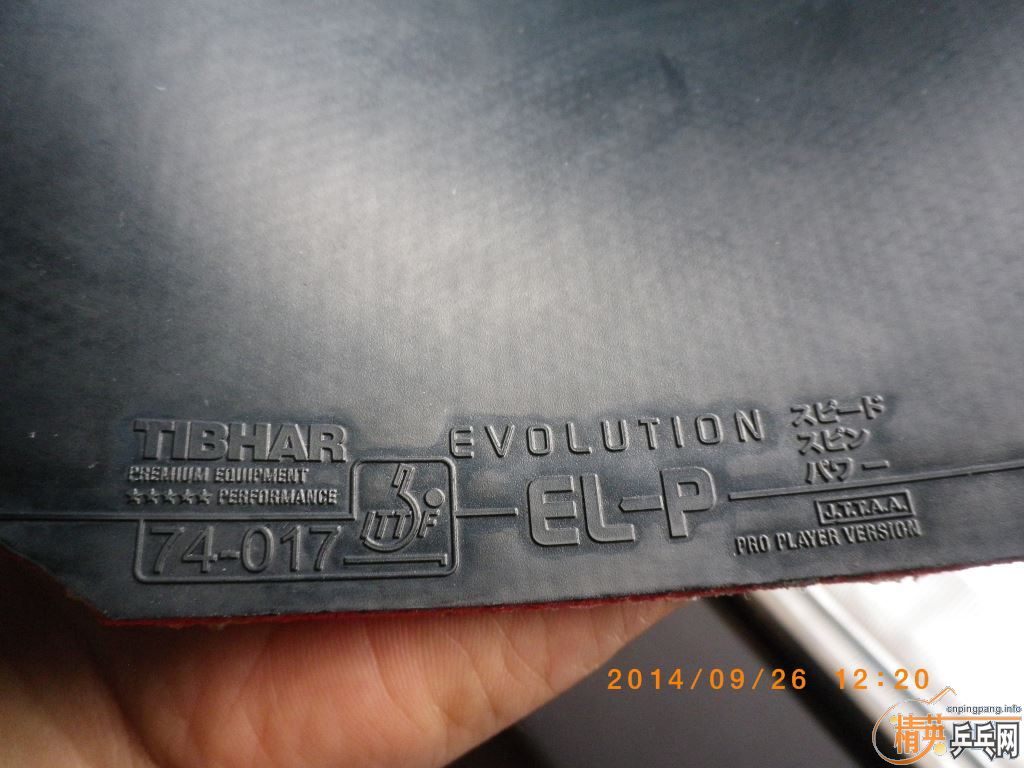 TIBHAR
PREMIUM EQUIPMENT
★★★★★ PERFORMANCE
74-017
ITTF
EVOLUTION
EL-P
スピード
スピン
パワー
J.T.T.A.A.
PRO PLAYER VERSION
2014/09/26 12:20
cnpingpang.info
精英乒乓网